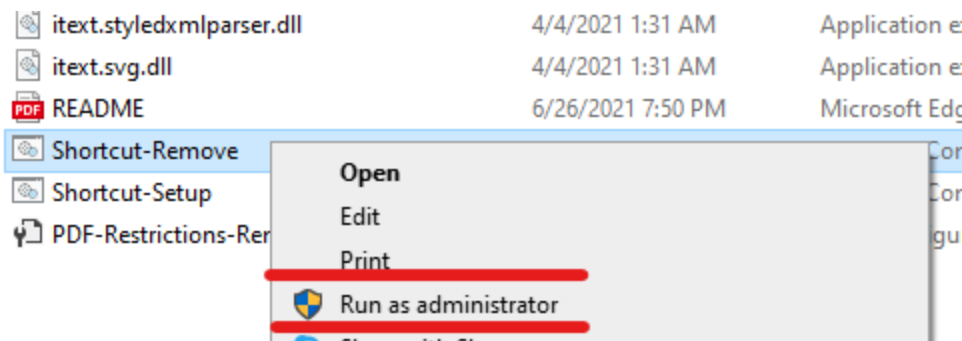 itext.styledxmlparser.dll 4/4/2021 1:31 AM Application e
itext.svg.dll 4/4/2021 1:31 AM Application e
PDF README 6/26/2021 7:50 PM Microsoft Edg
Shortcut-Remove
Shortcut-Setup
PDF-Restrictions-Rer
Open
Edit
Print
Run as administrator